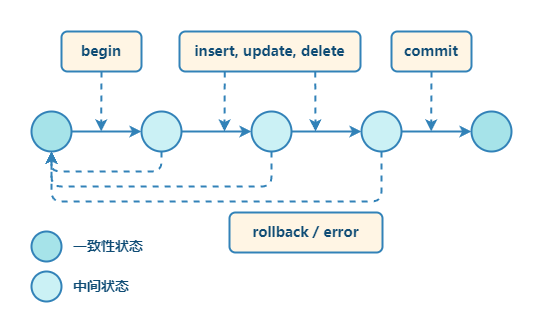 begin
insert, update, delete
commit
rollback / error
一致性状态
中间状态